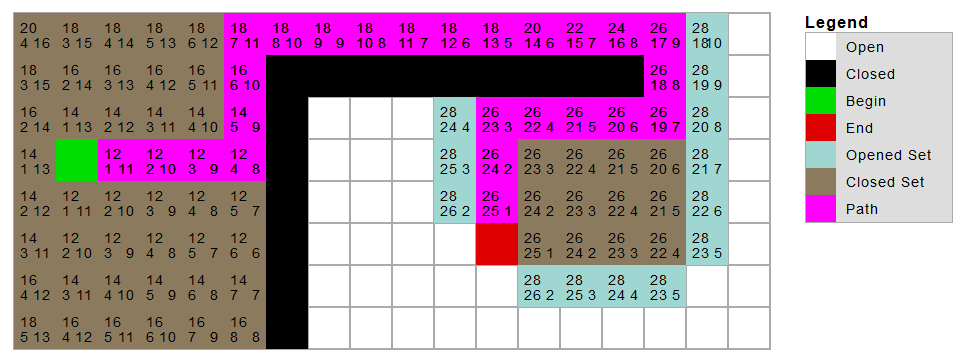 20 18 18 18 18 18 18 18 18 18 18 18 20 22 24 26 28
4 16 3 15 4 14 5 13 6 12 7 11 8 10 9 9 10 8 11 7 12 6 13 5 14 6 15 7 16 8 17 9 18 10
18 16 16 16 16 16 26 28
3 15 2 14 3 13 4 12 5 11 6 10 18 8 19 9
16 14 14 14 14 14 28 26 26 26 26 26 28
2 14 1 13 2 12 3 11 4 10 5 9 24 4 23 3 22 4 21 5 20 6 19 7 20 8
14 12 12 12 12 28 26 26 26 26 26 28
1 13 1 11 2 10 3 9 4 8 25 3 24 2 23 3 22 4 21 5 20 6 21 7
14 12 12 12 12 12 28 26 26 26 26 26 28
2 12 1 11 2 10 3 9 4 8 5 7 26 2 25 1 24 2 23 3 22 4 21 5 22 6
14 12 12 12 12 12 26 26 26 26 28
3 11 2 10 3 9 4 8 5 7 6 6 25 1 24 2 23 3 22 4 23 5
16 14 14 14 14 14 28 28 28 28
4 12 3 11 4 10 5 9 6 8 7 7 26 2 25 3 24 4 23 5
18 16 16 16 16 16
5 13 4 12 5 11 6 10 7 9 8 8
Legend
Open
Closed
Begin
End
Opened Set
Closed Set
Path